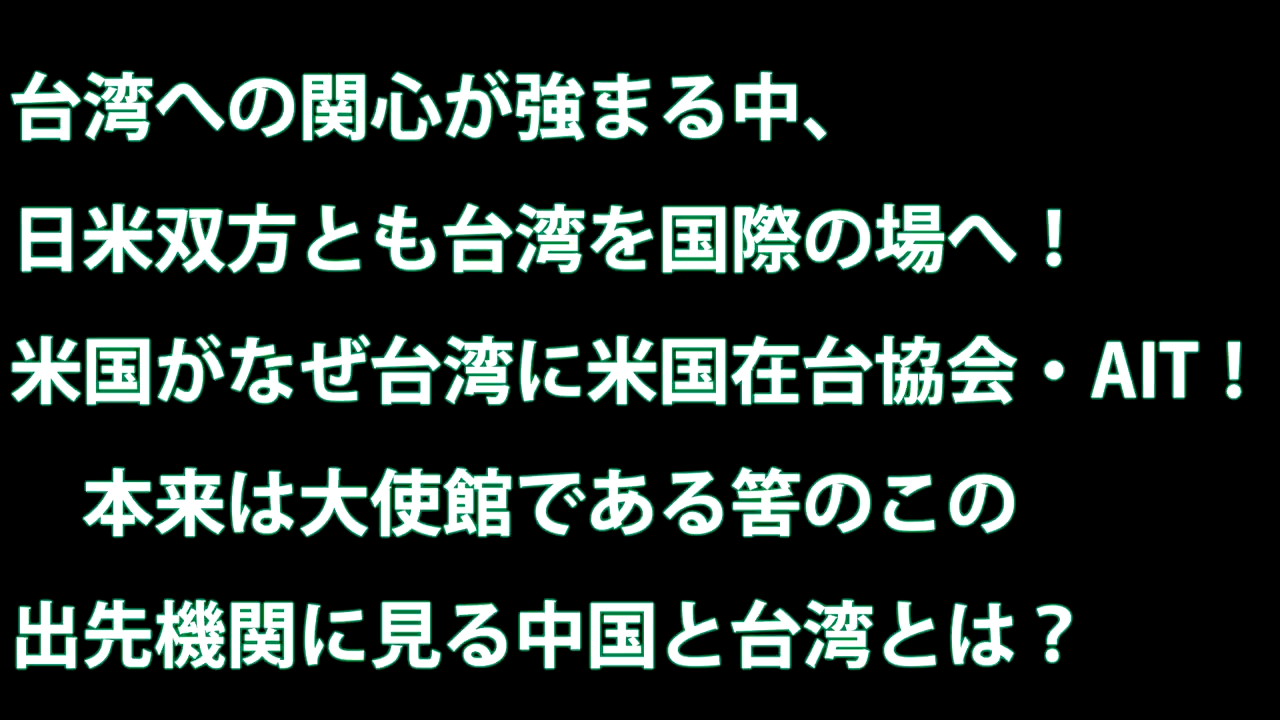 台湾への関心が強まる中、
日米双方とも台湾を国際の場へ！
米国がなぜ台湾に米国在台協会・AIT！
本来は大使館である筈のこの
出先機関に見る中国と台湾とは？